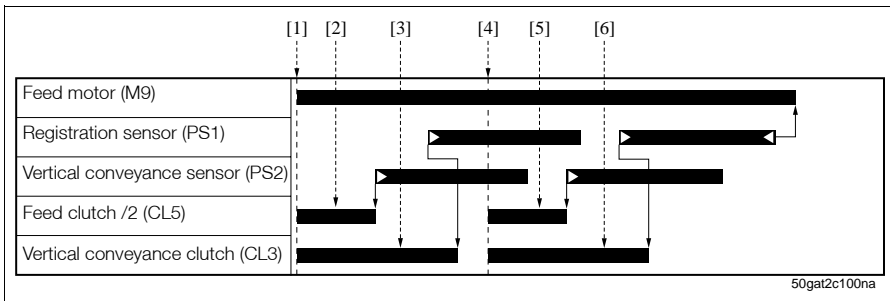 [1] [2] [3] [4] [5] [6]
Feed motor (M9)
Registration sensor (PS1)
Vertical conveyance sensor (PS2)
Feed clutch /2 (CL5)
Vertical conveyance clutch (CL3)
50gat2c100na